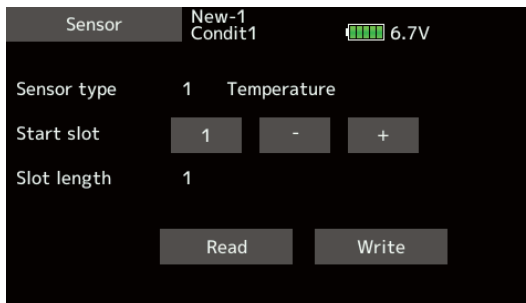 Sensor
New-1
Condit1
6.7V
Sensor type 1 Temperature
Start slot 1 - +
Slot length 1
Read Write